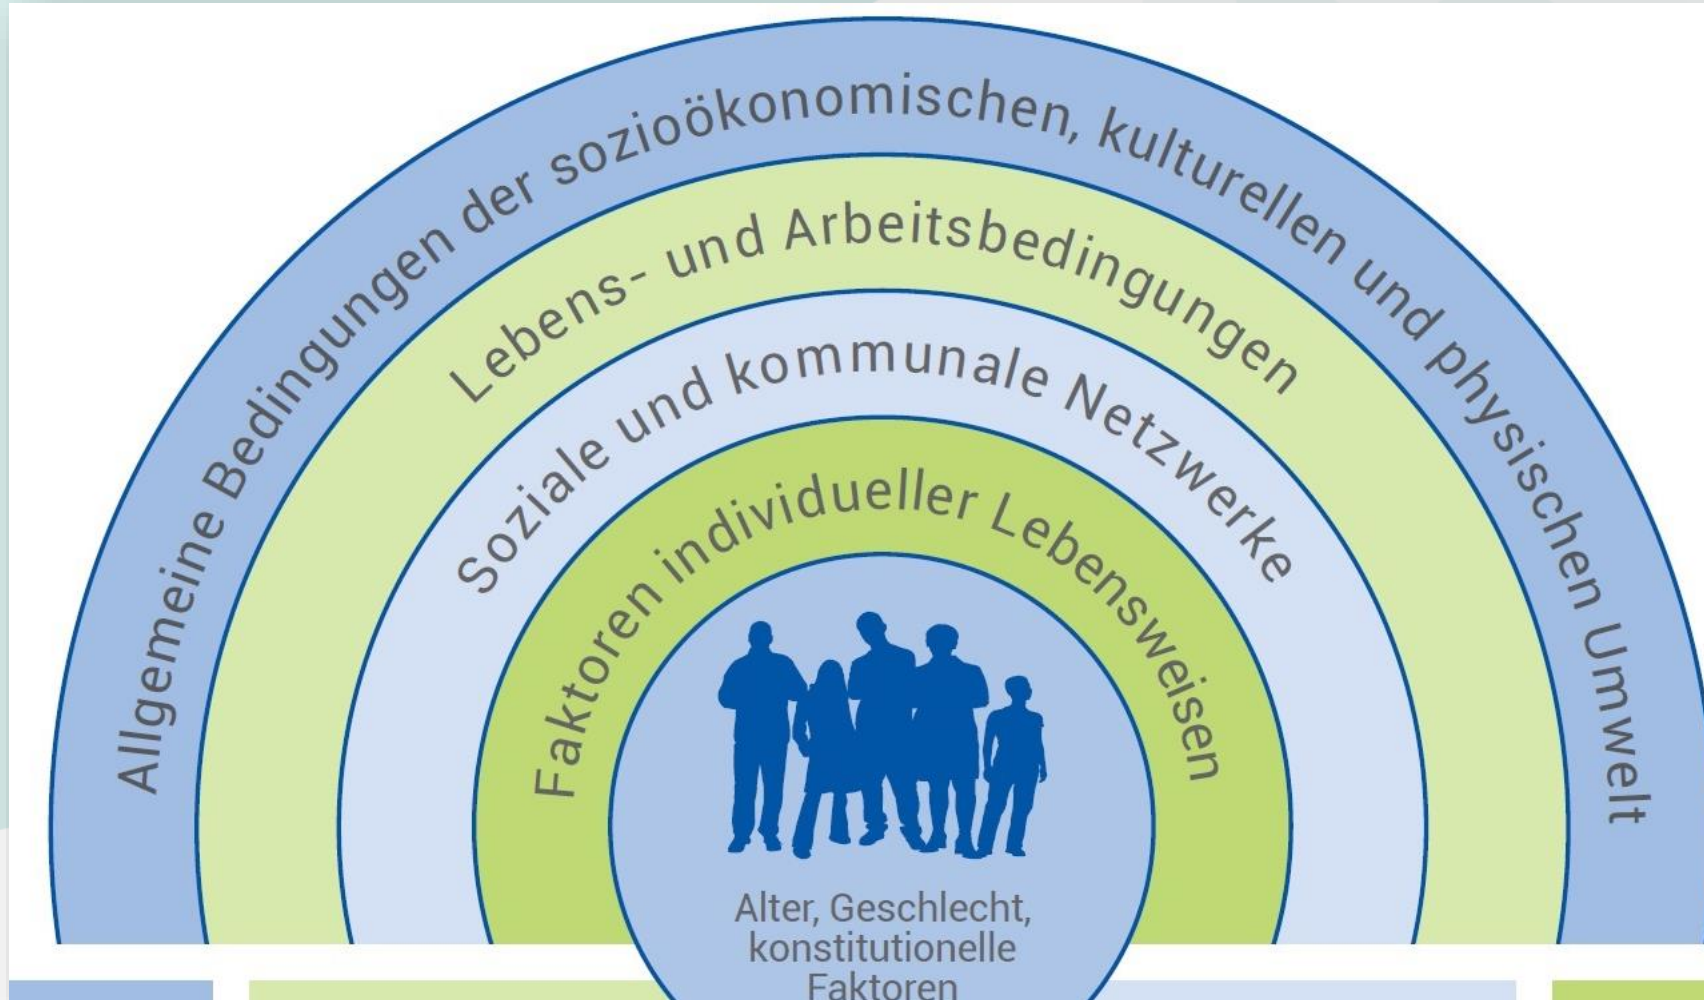 Allgemeine Bedingungen der sozioökonomischen, kulturellen und physischen Umwelt
Lebens- und Arbeitsbedingungen
Soziale und kommunale Netzwerke
Faktoren individueller Lebensweisen
Alter, Geschlecht,
konstitutionelle
Faktoren